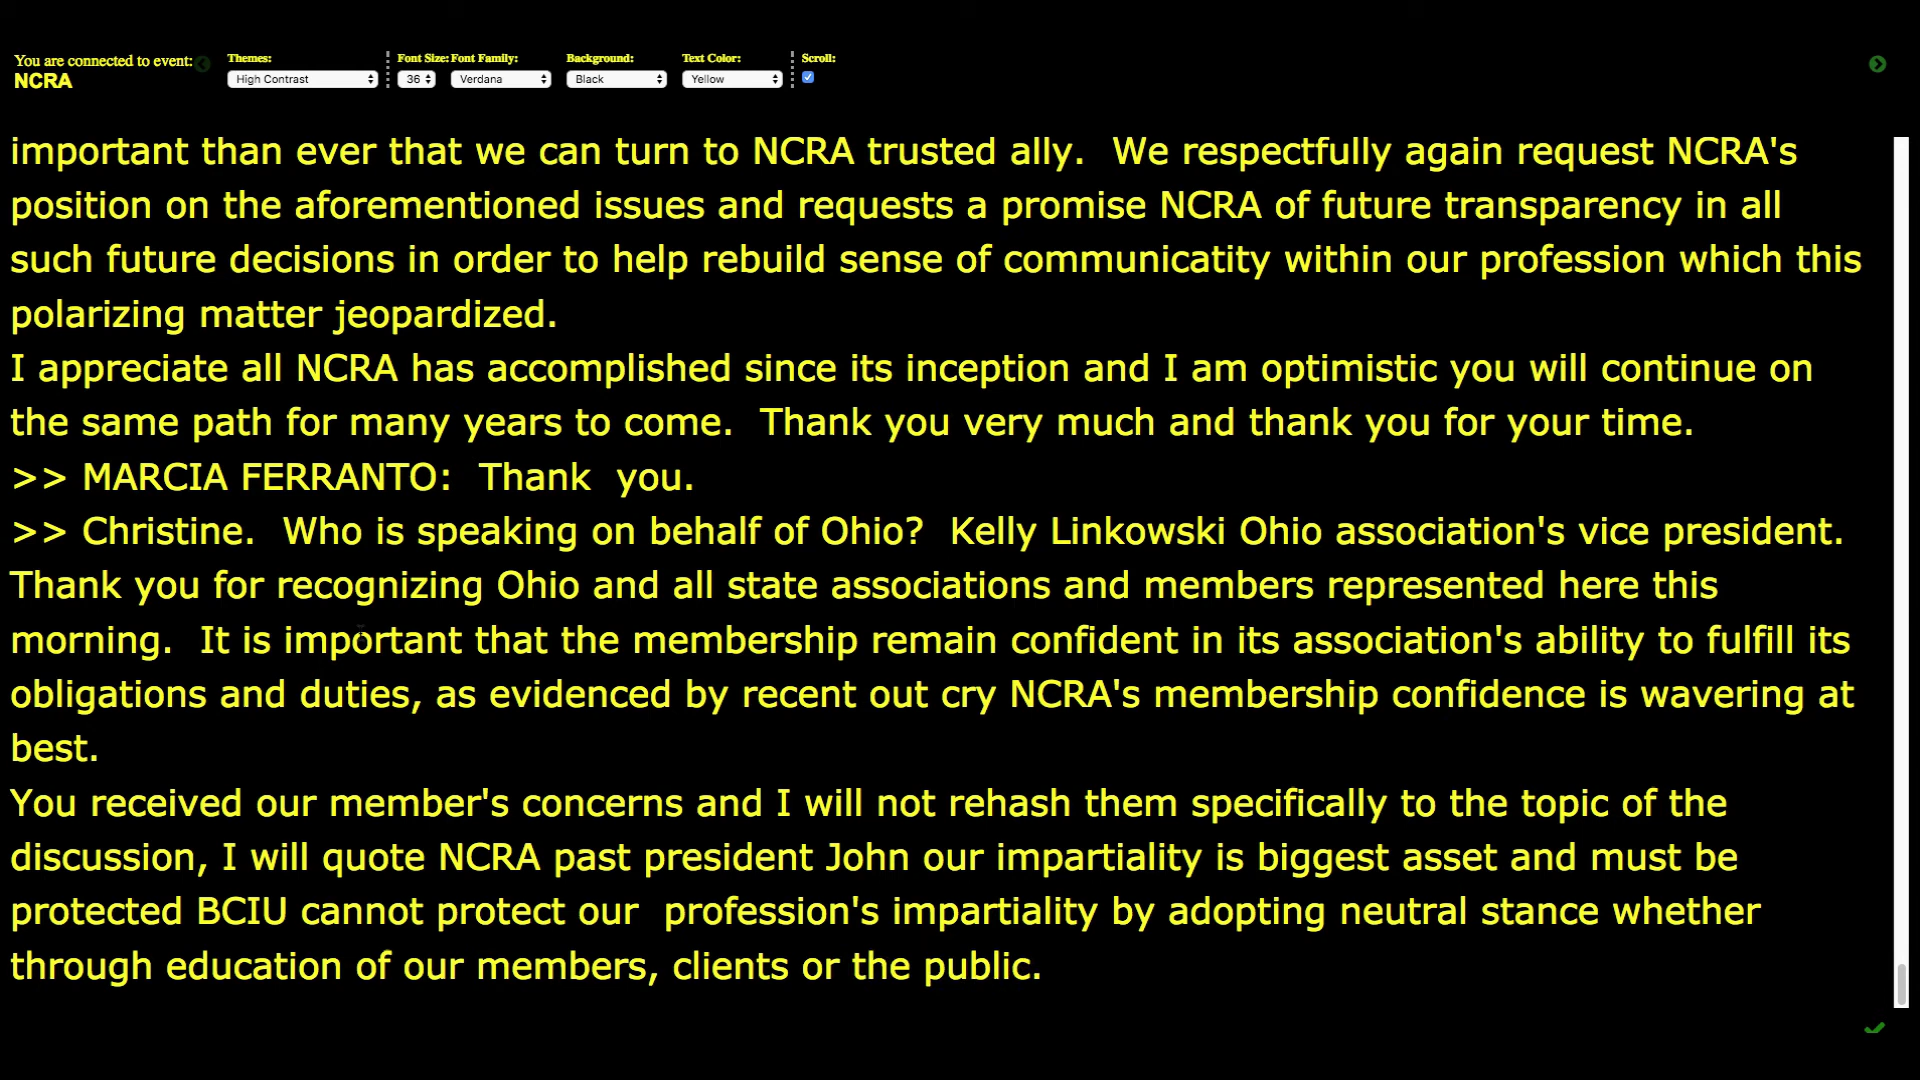 You are connected to event:
NCRA
Themes:
High Contrast
Font Size:
36
Font Family:
Verdana
Background:
Black
Text Color:
Yellow
Scroll:
important than ever that we can turn to NCRA trusted ally.  We respectfully again request NCRA's
position on the aforementioned issues and requests a promise NCRA of future transparency in all
such future decisions in order to help rebuild sense of communicatity within our profession which this
polarizing matter jeopardized.
I appreciate all NCRA has accomplished since its inception and I am optimistic you will continue on
the same path for many years to come.  Thank you very much and thank you for your time.
>> MARCIA FERRANTO:  Thank  you.
>> Christine.  Who is speaking on behalf of Ohio?  Kelly Linkowski Ohio association's vice president.
Thank you for recognizing Ohio and all state associations and members represented here this
morning.  It is important that the membership remain confident in its association's ability to fulfill its
obligations and duties, as evidenced by recent out cry NCRA's membership confidence is wavering at
best.
You received our member's concerns and I will not rehash them specifically to the topic of the
discussion, I will quote NCRA past president John our impartiality is biggest asset and must be
protected BCIU cannot protect our  profession's impartiality by adopting neutral stance whether
through education of our members, clients or the public.